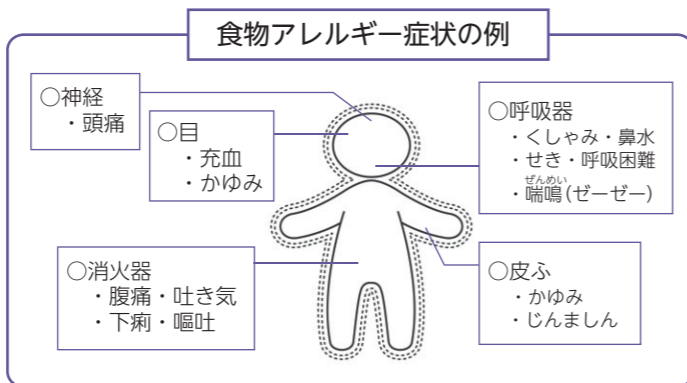 食物アレルギー症状の例
○神経
・頭痛
○目
・充血
・かゆみ
○呼吸器
・くしゃみ・鼻水
・せき・呼吸困難
ぜんめい
・喘鳴(ゼーゼー)
○消火器
・腹痛・吐き気
・下痢・嘔吐
○皮ふ
・かゆみ
・じんましん